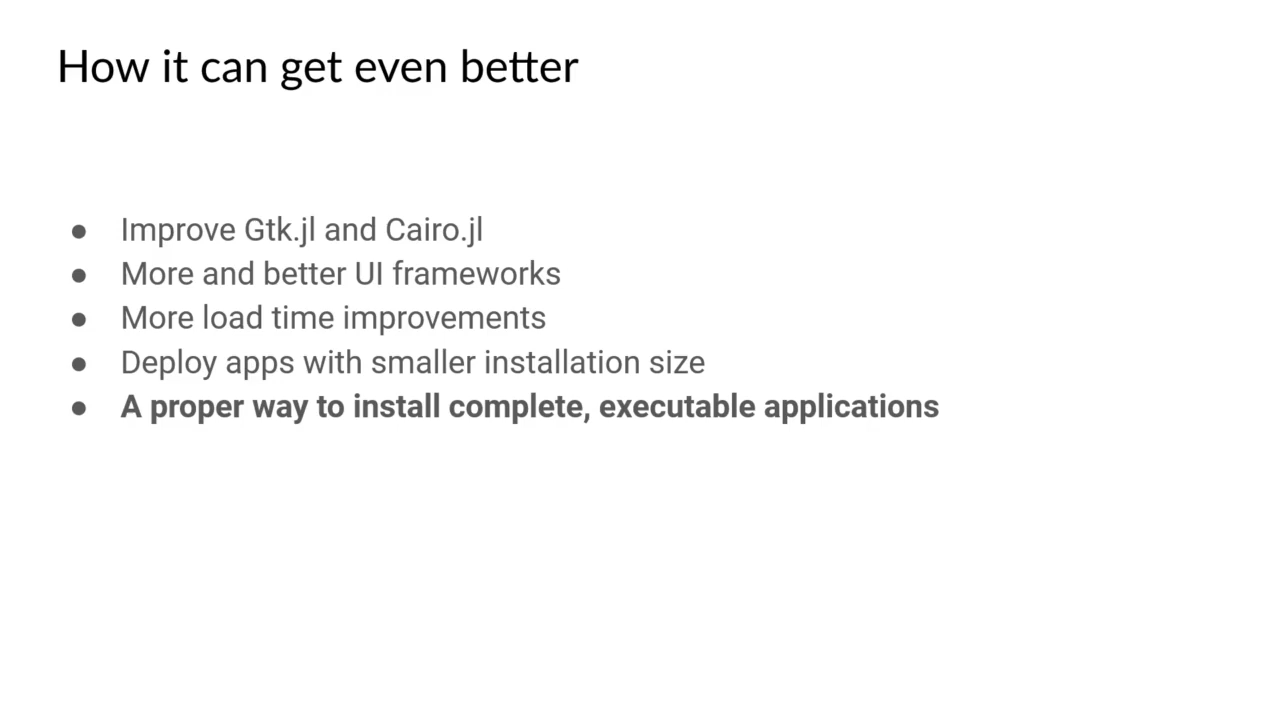 How it can get even better
● Improve Gtk.jl and Cairo.jl
● More and better UI frameworks
● More load time improvements
● Deploy apps with smaller installation size
● A proper way to install complete, executable applications